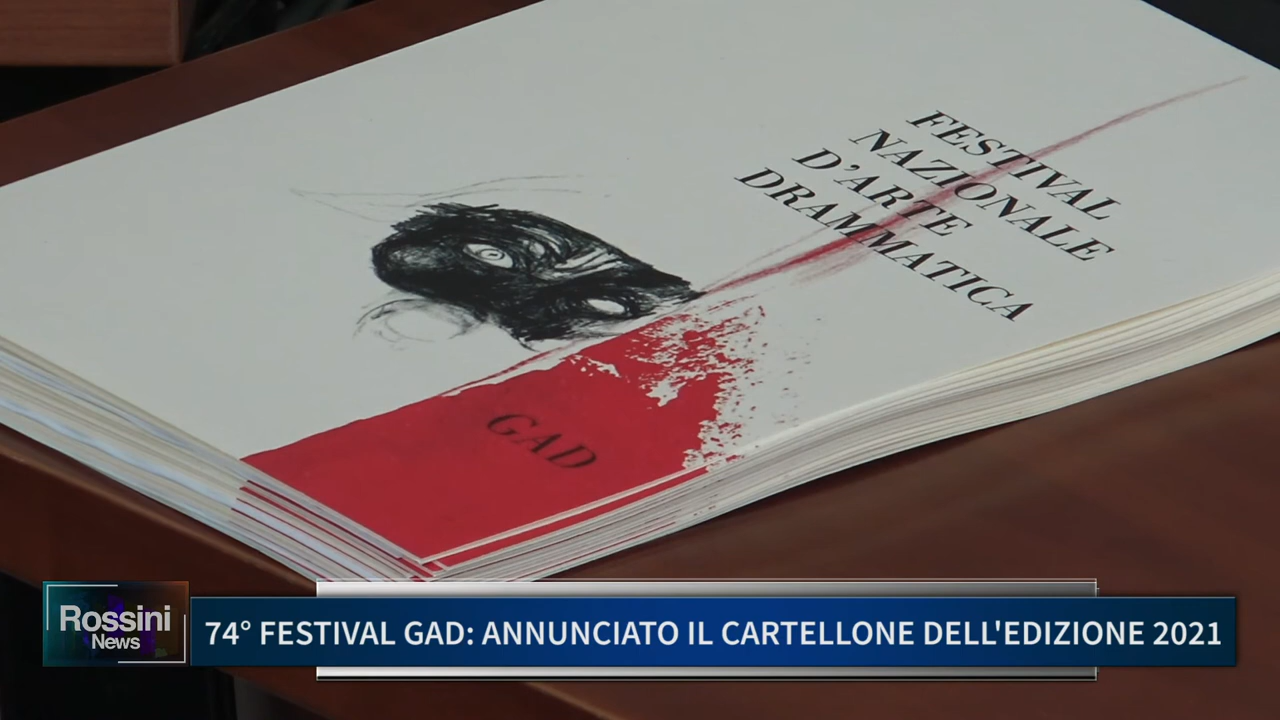 FESTIVAL
NAZIONALE
D'ARTE
DRAMMATICA
GAD
Rossini
News
74° FESTIVAL GAD: ANNUNCIATO IL CARTELLONE DELL'EDIZIONE 2021